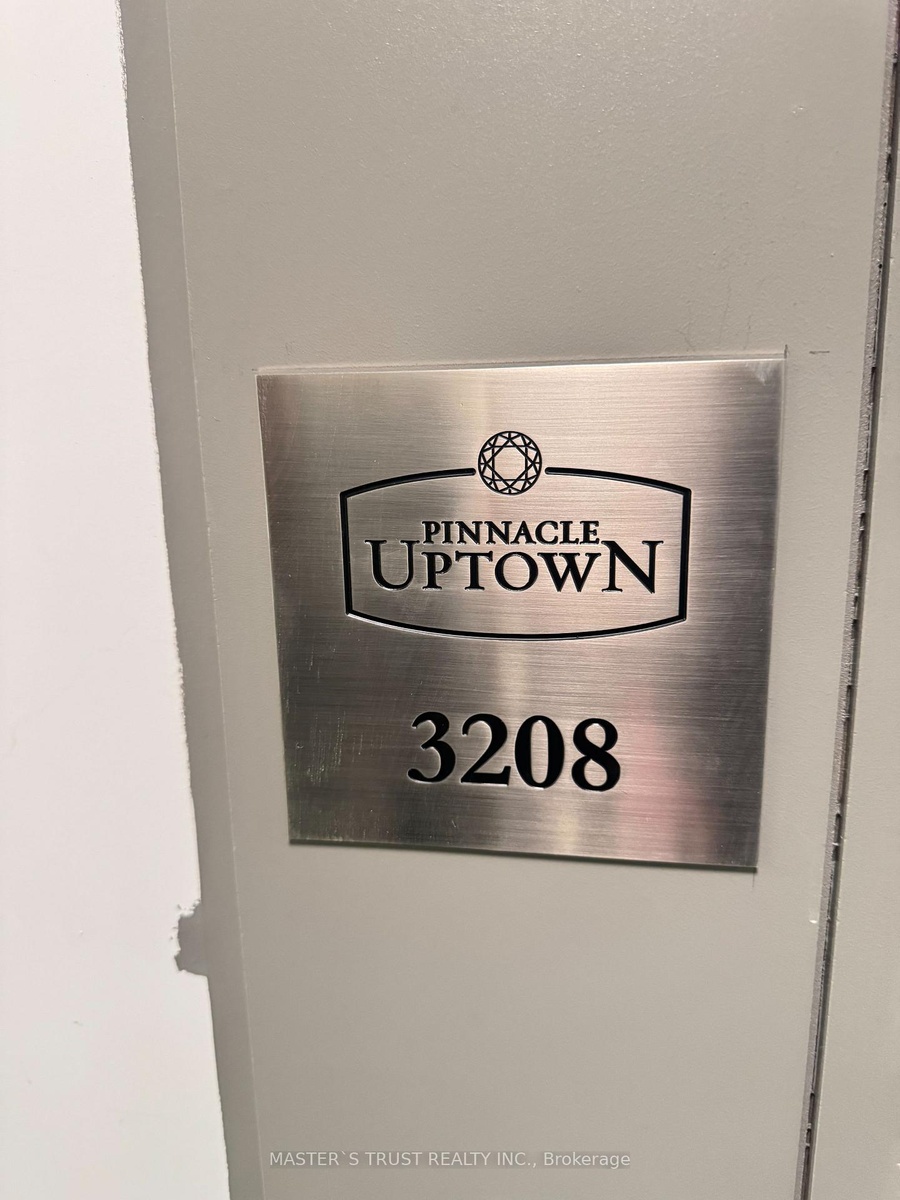 PINNACLE
UPTOWN
3208
MASTER`S TRUST REALTY INC., Brokerage